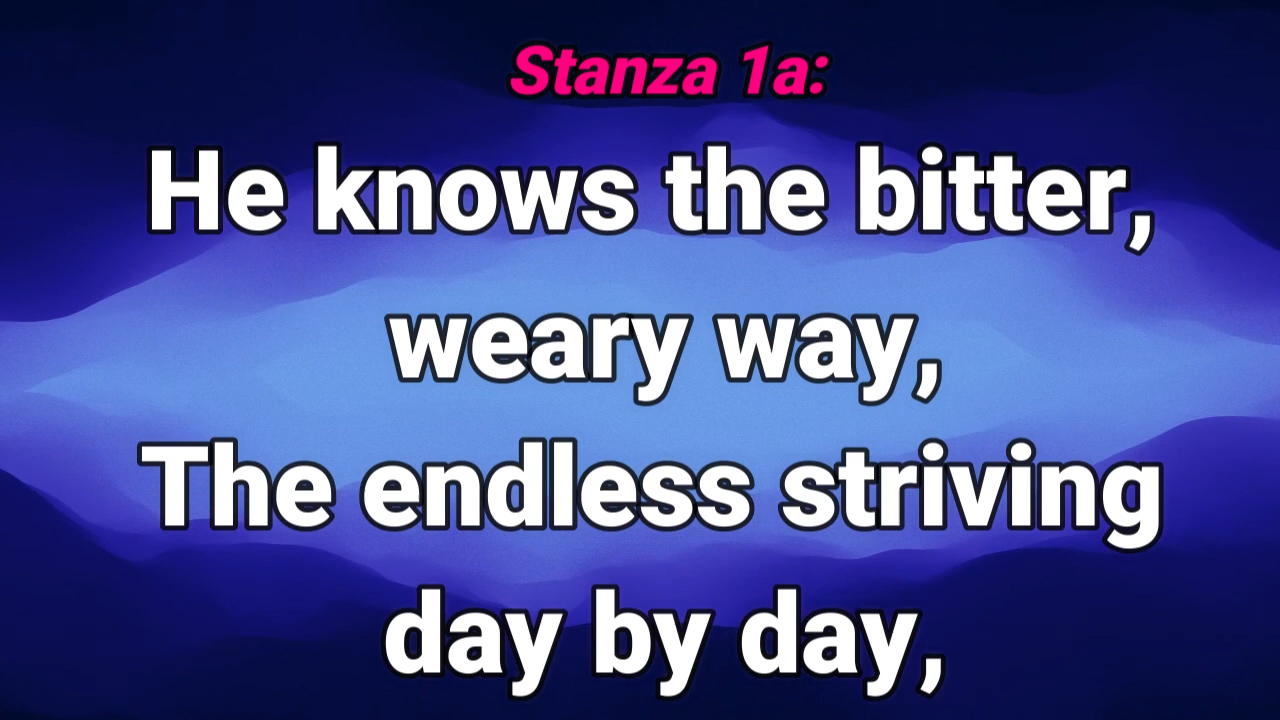 Stanza 1a:
He knows the bitter,
weary way,
The endless striving
day by day,